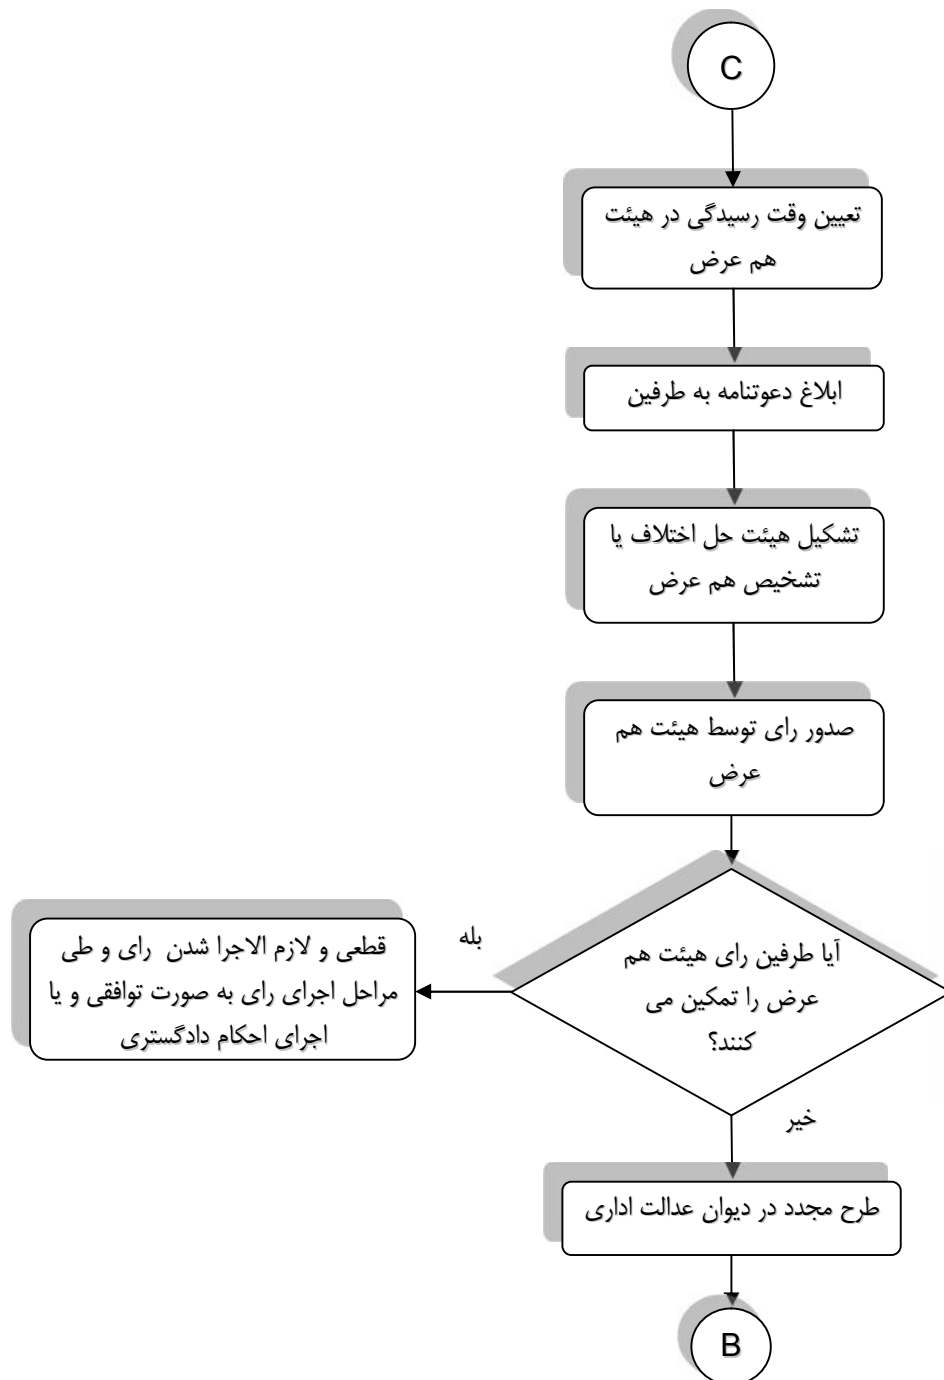 C
تعیین وقت رسیدگی در هیئت
هم عرض
ابلاغ دعوتنامه به طرفین
تشکیل هیئت حل اختلاف یا
تشخیص هم عرض
صدور رای توسط هیئت هم
عرض
آیا طرفین رای هیئت هم
عرض را تمکین می
کنند؟
بله
قطعی و لازم الاجرا شدن رای و طی
مراحل اجرای رای به صورت توافقی و یا
اجرای احکام دادگستری
خیر
طرح مجدد در دیوان عدالت اداری
B